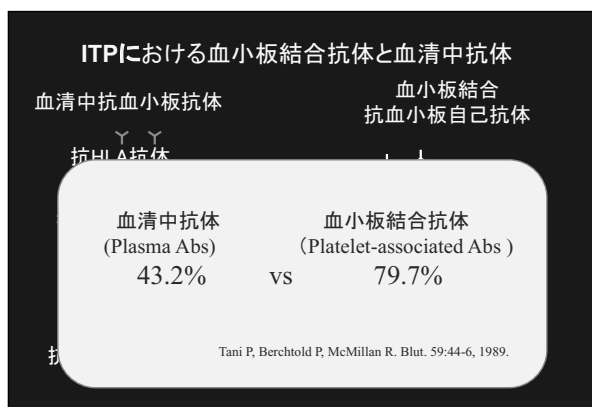 ITPにおける血小板結合抗体と血清中抗体
血清中抗血小板抗体
血小板結合
抗血小板自己抗体
抗HLA抗体
血清中抗体
(Plasma Abs)
43.2%
vs
血小板結合抗体
（Platelet-associated Abs )
79.7%
抗
Tani P, Berchtold P, McMillan R. Blut. 59:44-6, 1989.